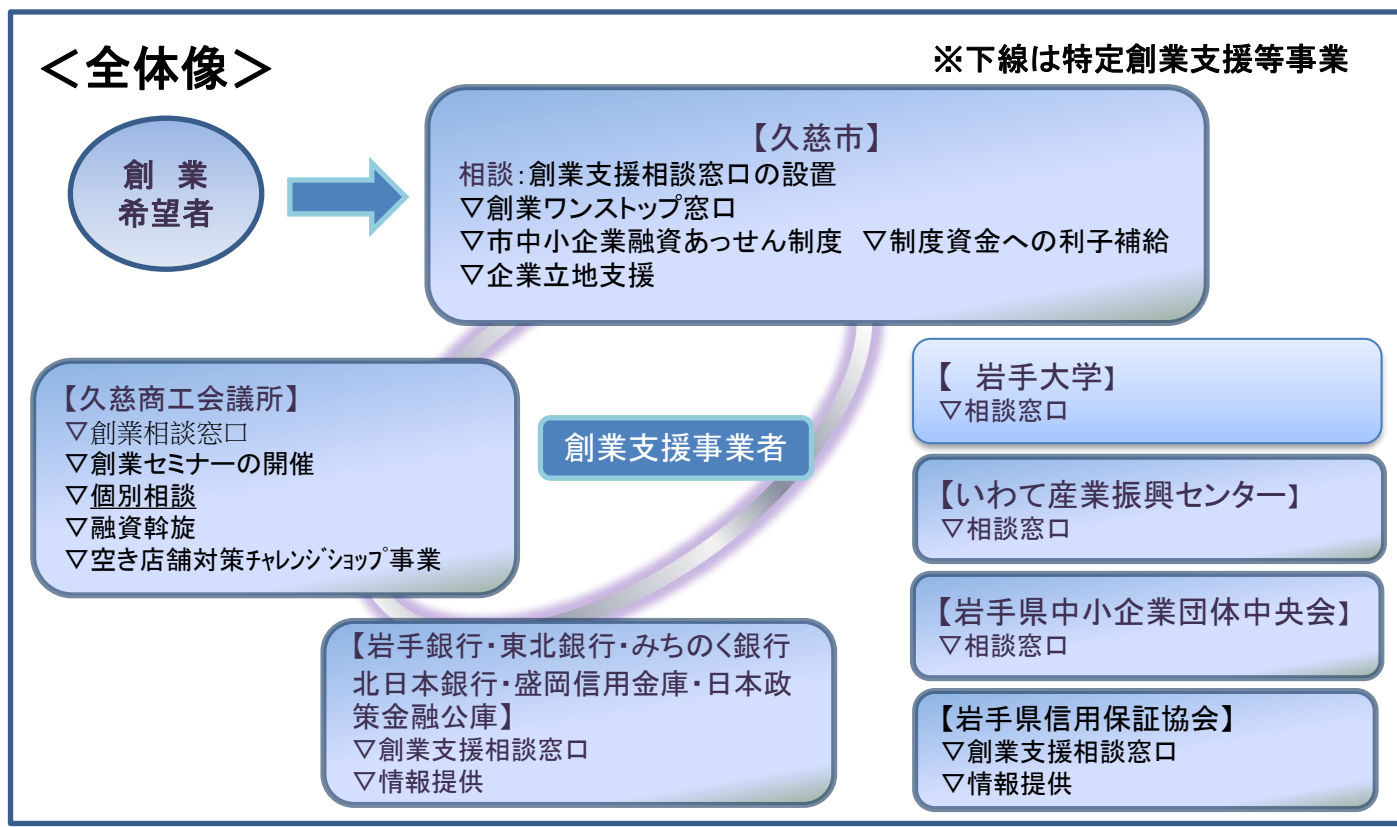 ＜全体像＞
※下線は特定創業支援等事業
創　業
希望者
【久慈市】
相談：創業支援相談窓口の設置
▽創業ワンストップ窓口
▽市中小企業融資あっせん制度　▽制度資金への利子補給
▽企業立地支援
【久慈商工会議所】
▽創業相談窓口
▽創業セミナーの開催
▽個別相談
▽融資斡旋
▽空き店舗対策ﾁｬﾚﾝｼﾞｼｮｯﾌﾟ事業
創業支援事業者
【岩手銀行・東北銀行・みちのく銀行
北日本銀行・盛岡信用金庫・日本政
策金融公庫】
▽創業支援相談窓口
▽情報提供
【　岩手大学】
▽相談窓口
【いわて産業振興センター】
▽相談窓口
【岩手県中小企業団体中央会】
▽相談窓口
【岩手県信用保証協会】
▽創業支援相談窓口
▽情報提供